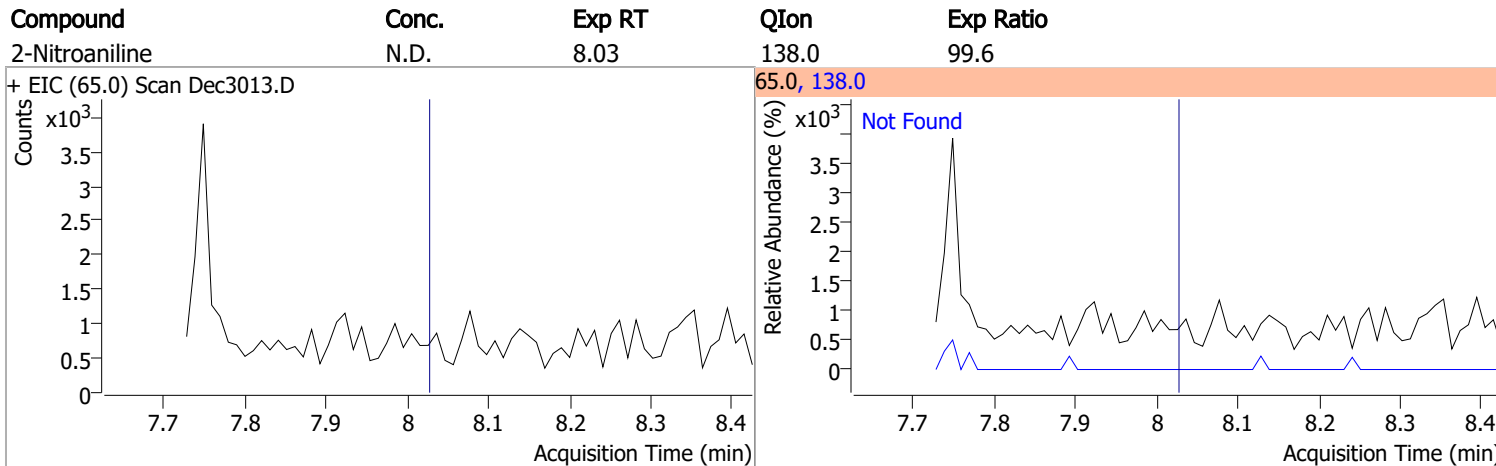 Compound Conc. Exp RT QIon Exp Ratio
2-Nitroaniline N.D. 8.03 138.0 99.6
+ EIC (65.0) Scan Dec3013.D
Counts
x10³
3.5
3
2.5
2
1.5
1
0.5
0
7.7 7.8 7.9 8 8.1 8.2 8.3 8.4
Acquisition Time (min)
65.0, 138.0
Relative Abundance (%)
x10³
Not Found
3.5
3
2.5
2
1.5
1
0.5
0
7.7 7.8 7.9 8 8.1 8.2 8.3 8.4
Acquisition Time (min)